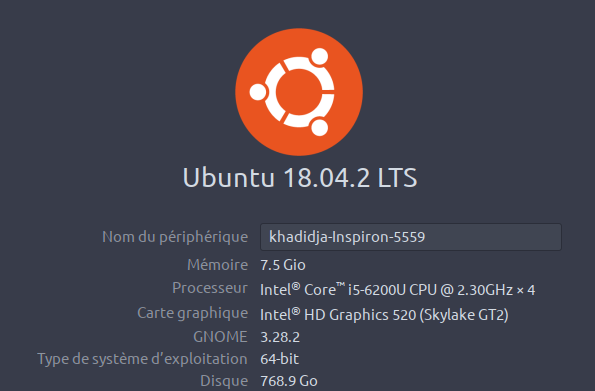 Ubuntu 18.04.2 LTS
Nom du périphérique khadidja-Inspiron-5559
Mémoire 7.5 Gio
Processeur Intel® Core™ i5-6200U CPU @ 2.30GHz × 4
Carte graphique Intel® HD Graphics 520 (Skylake GT2)
GNOME 3.28.2
Type de système d’exploitation 64-bit
Disque 768.9 Go